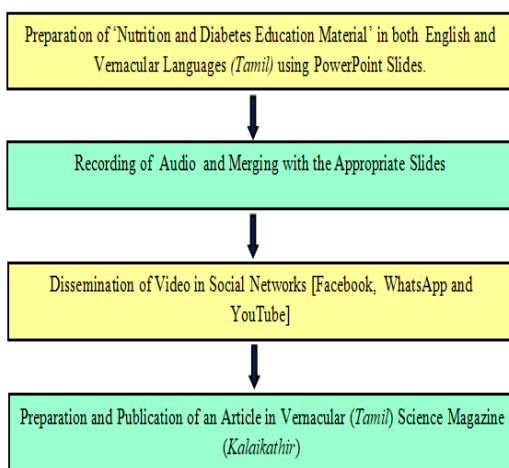 Preparation of ‘Nutrition and Diabetes Education Material’ in both English and
Vernacular Languages (Tamil) using PowerPoint Slides.
Recording of Audio and Merging with the Appropriate Slides
Dissemination of Video in Social Networks [Facebook, WhatsApp and
YouTube]
Preparation and Publication of an Article in Vernacular (Tamil) Science Magazine
(Kalaikathir)